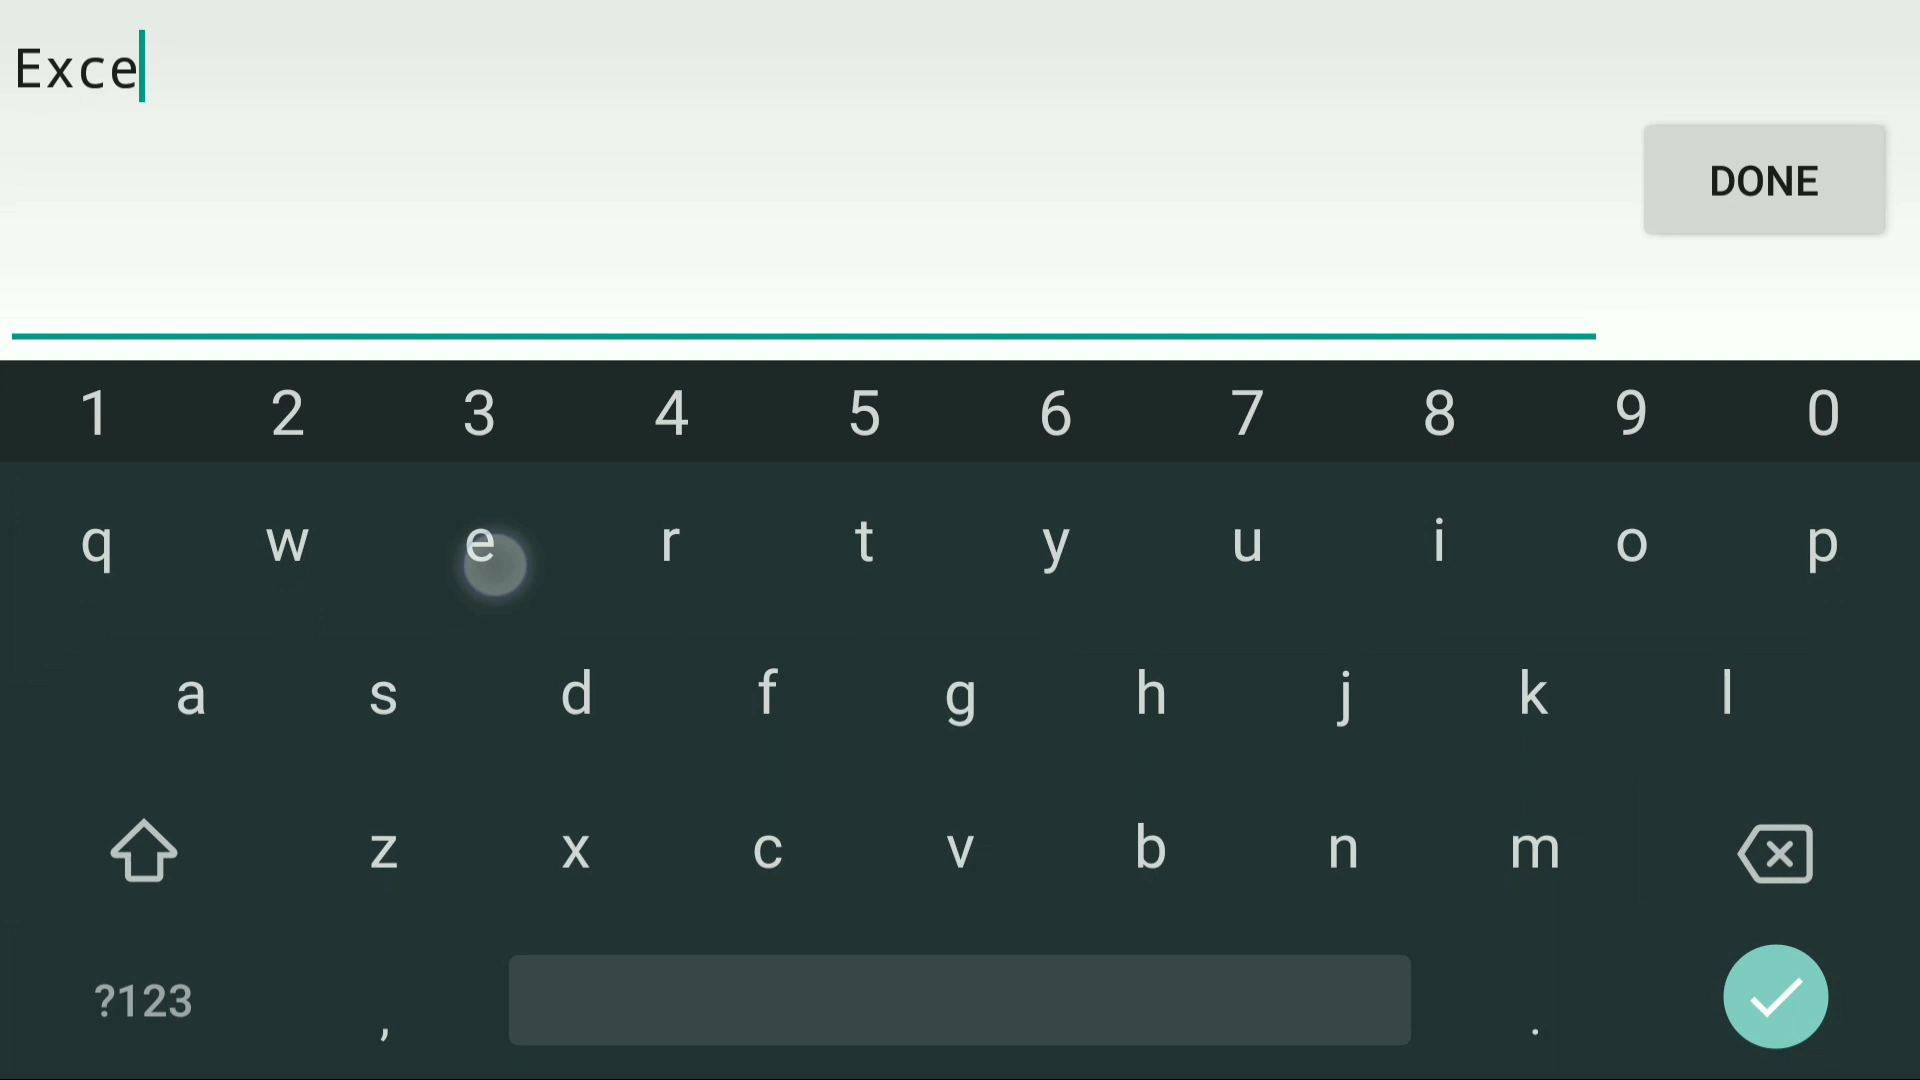 Exce
DONE
1 2 3 4 5 6 7 8 9 0
q w e r t y u i o p
a s d f g h j k l
z x c v b n m
?123 , .